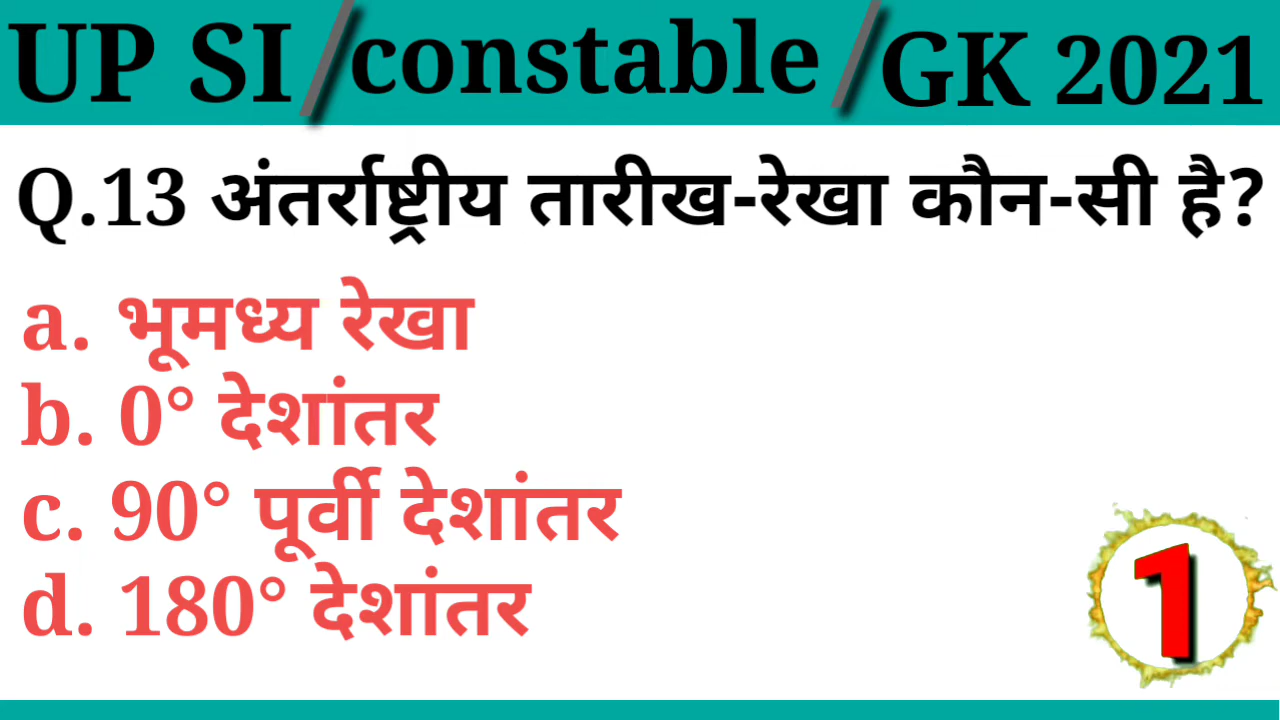 UP SI/constable/GK 2021
Q.13 अंतर्राष्ट्रीय तारीख-रेखा कौन-सी है?
a. भूमध्य रेखा
b. 0° देशांतर
c. 90° पूर्वी देशांतर
d. 180° देशांतर
1